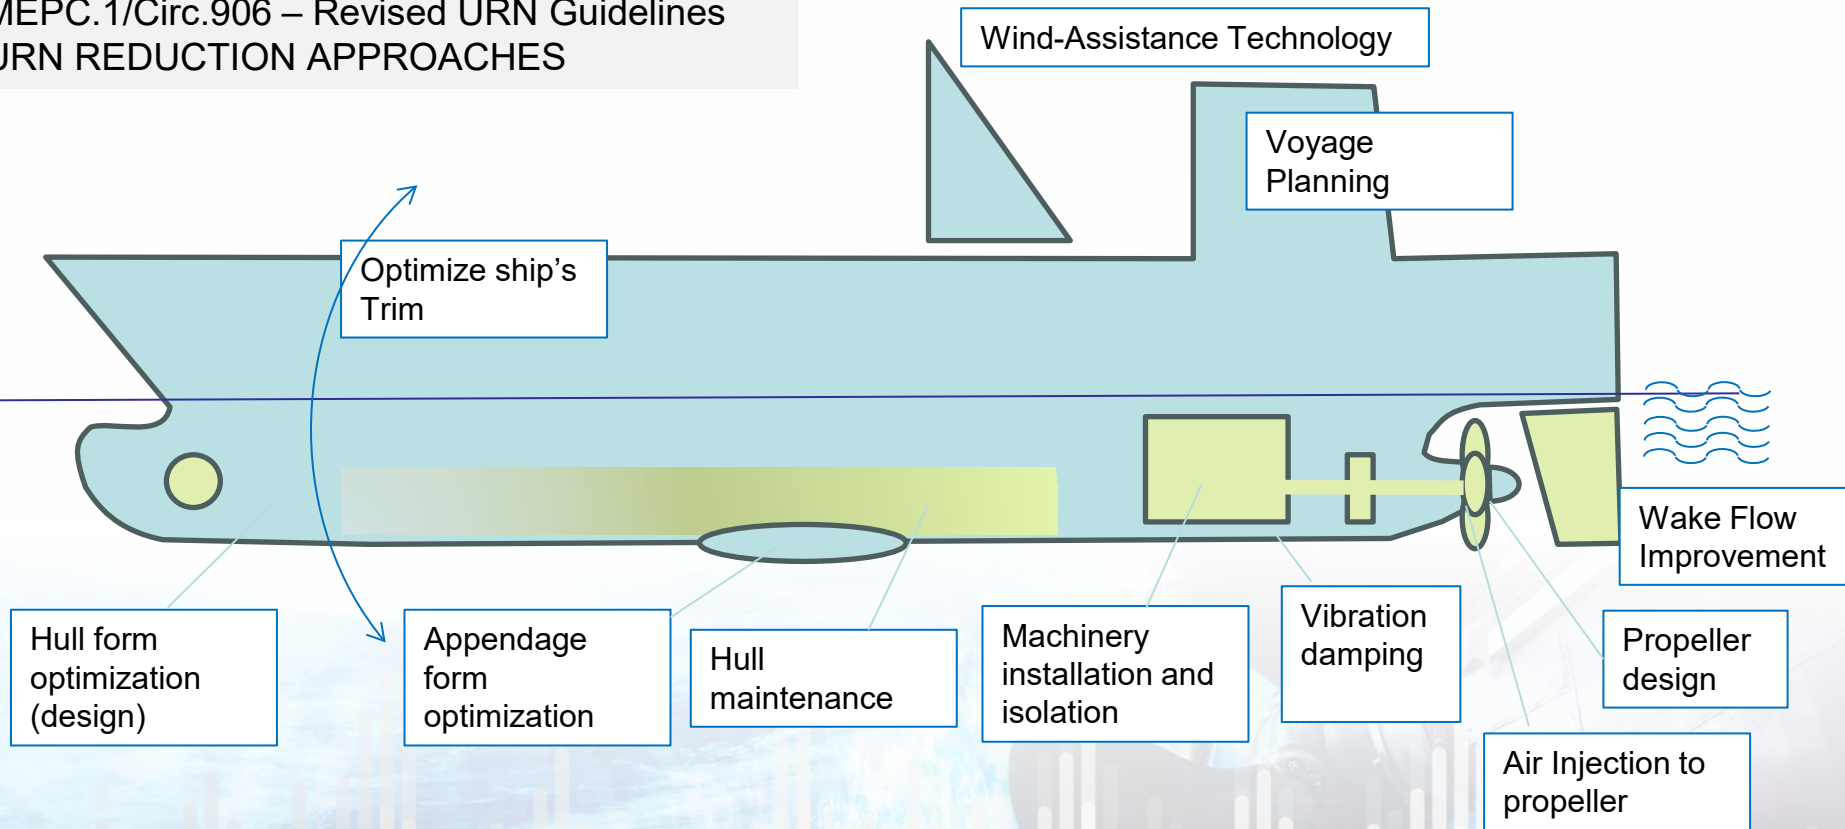 MEPC.1/Circ.906 – Revised URN Guidelines
URN REDUCTION APPROACHES
Wind-Assistance Technology
Voyage
Planning
Optimize ship’s
Trim
Wake Flow
Improvement
Hull form
optimization
(design)
Appendage
form
optimization
Hull
maintenance
Machinery
installation and
isolation
Vibration
damping
Propeller
design
Air Injection to
propeller